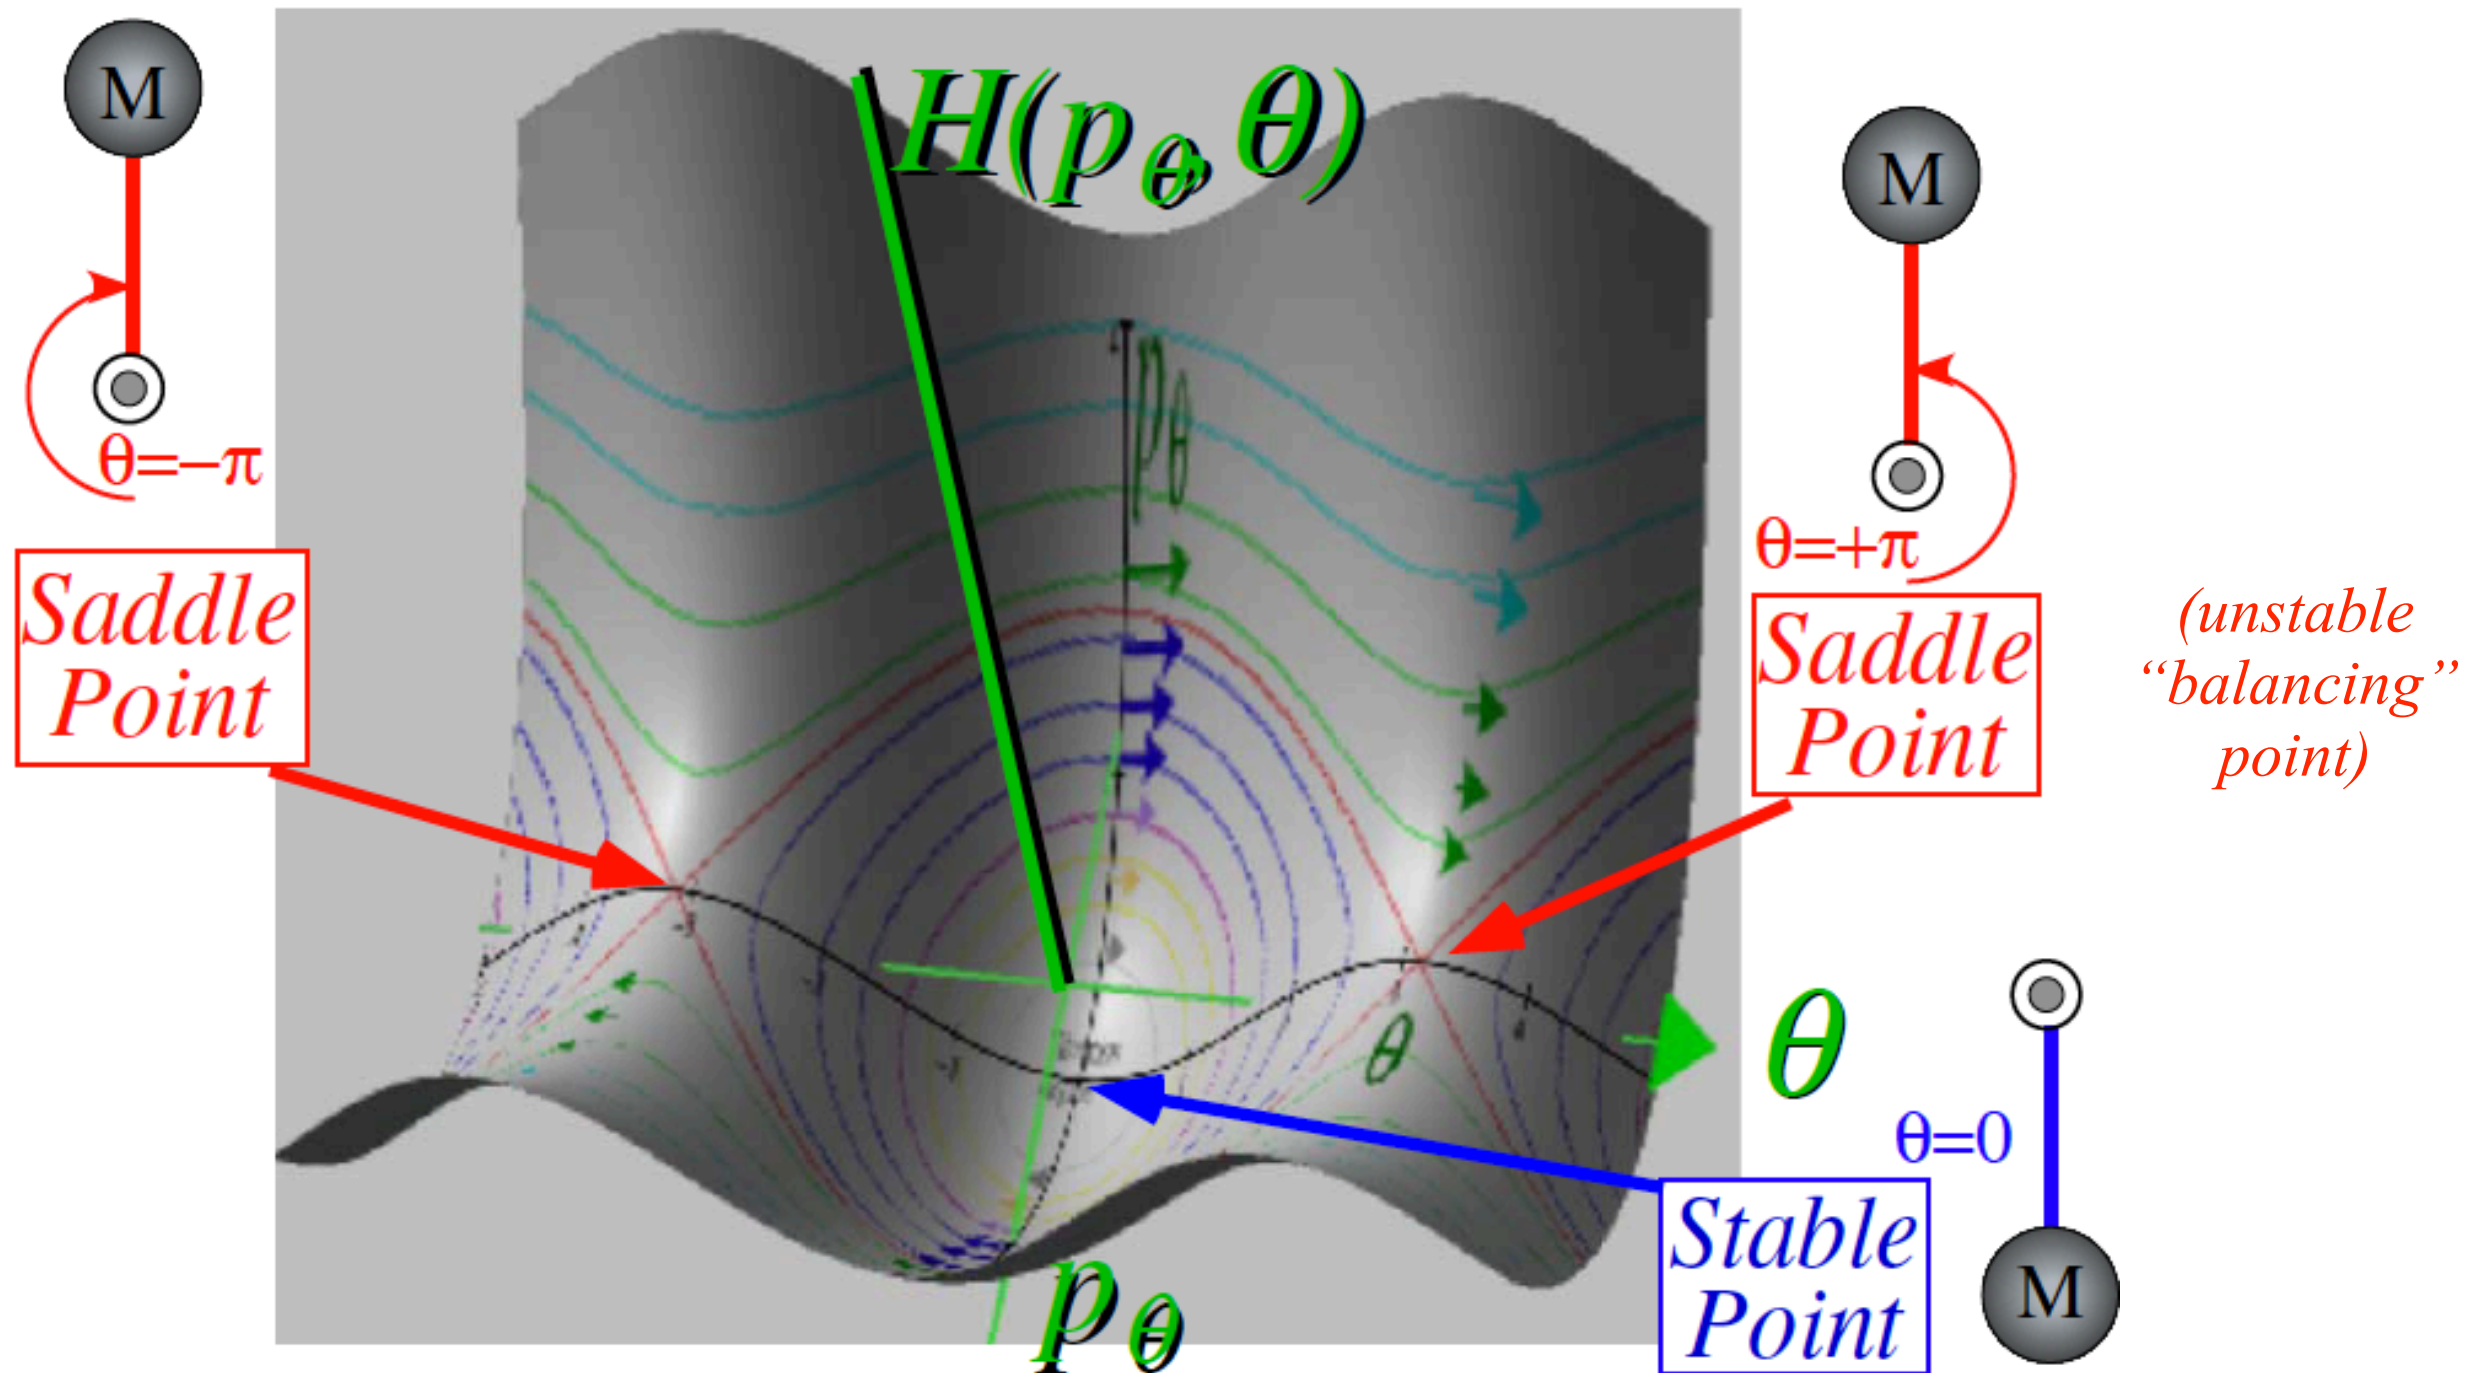 M
H(pθ,θ)
M
pθ
θ=−π
θ=+π
Saddle
Point
Saddle
Point
(unstable
“balancing”
point)
θ
θ
θ=0
Stable
Point
M
pθ